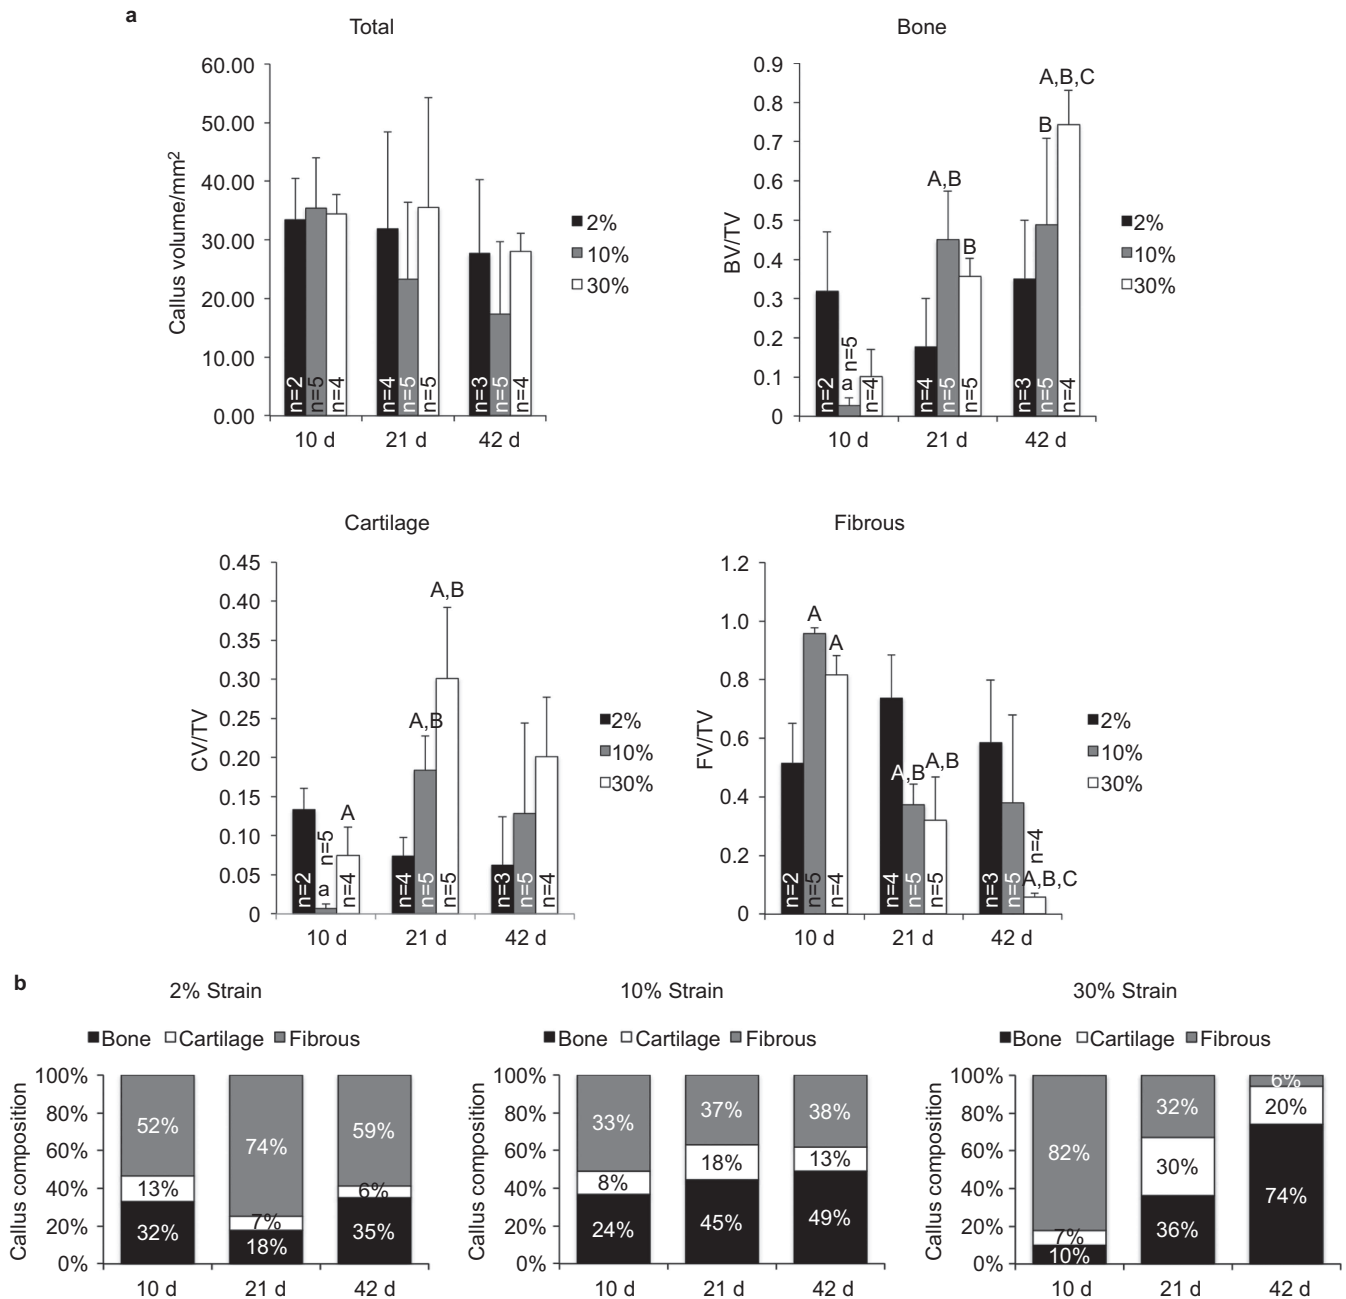 a
Total
Callus volume/mm2
60.00
50.00
40.00
30.00
20.00
10.00
0.00
n=2
n=5
n=4
n=4
n=5
n=5
n=3
n=5
n=4
10 d 21 d 42 d
2%
10%
30%
Bone
BV/TV
0.9
0.8
0.7
0.6
0.5
0.4
0.3
0.2
0.1
0
A,B,C
B
A,B
B
a
n=2
n=5
n=4
n=4
n=5
n=5
n=3
n=5
n=4
10 d 21 d 42 d
2%
10%
30%
Cartilage
CV/TV
0.45
0.40
0.35
0.30
0.25
0.20
0.15
0.10
0.05
0
A,B
A,B
A
a
n=2
n=5
n=4
n=4
n=5
n=5
n=3
n=5
n=4
10 d 21 d 42 d
2%
10%
30%
Fibrous
FV/TV
1.2
1.0
0.8
0.6
0.4
0.2
0
A
A
A,B
A,B
A,B,C
n=2
n=5
n=4
n=4
n=5
n=5
n=3
n=5
n=4
10 d 21 d 42 d
2%
10%
30%
b
2% Strain
Bone Cartilage Fibrous
Callus composition
100%
80%
60%
40%
20%
0%
52% 74% 59%
13% 7% 6%
32% 18% 35%
10 d 21 d 42 d
10% Strain
Bone Cartilage Fibrous
Callus composition
100%
80%
60%
40%
20%
0%
33% 37% 38%
8% 18% 13%
24% 45% 49%
10 d 21 d 42 d
30% Strain
Bone Cartilage Fibrous
Callus composition
100%
80%
60%
40%
20%
0%
82% 32% 6%
7% 30% 20%
10% 36% 74%
10 d 21 d 42 d